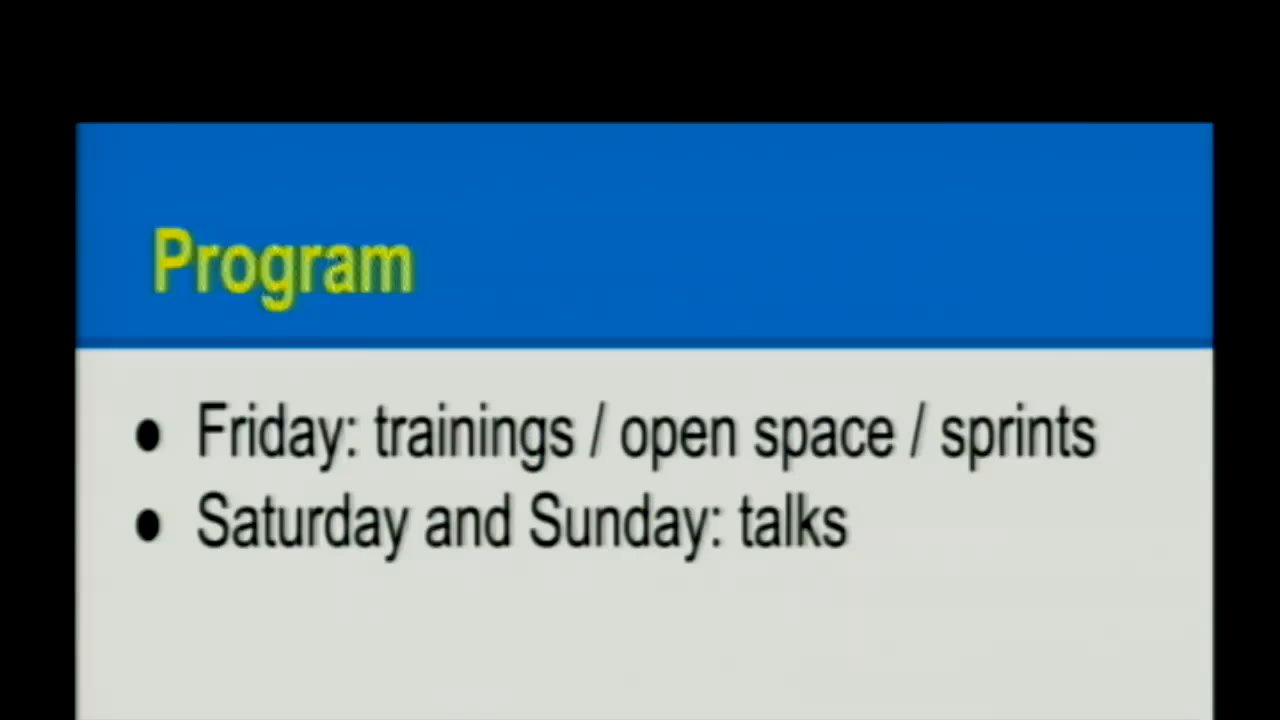 Program
● Friday: trainings / open space / sprints
● Saturday and Sunday: talks